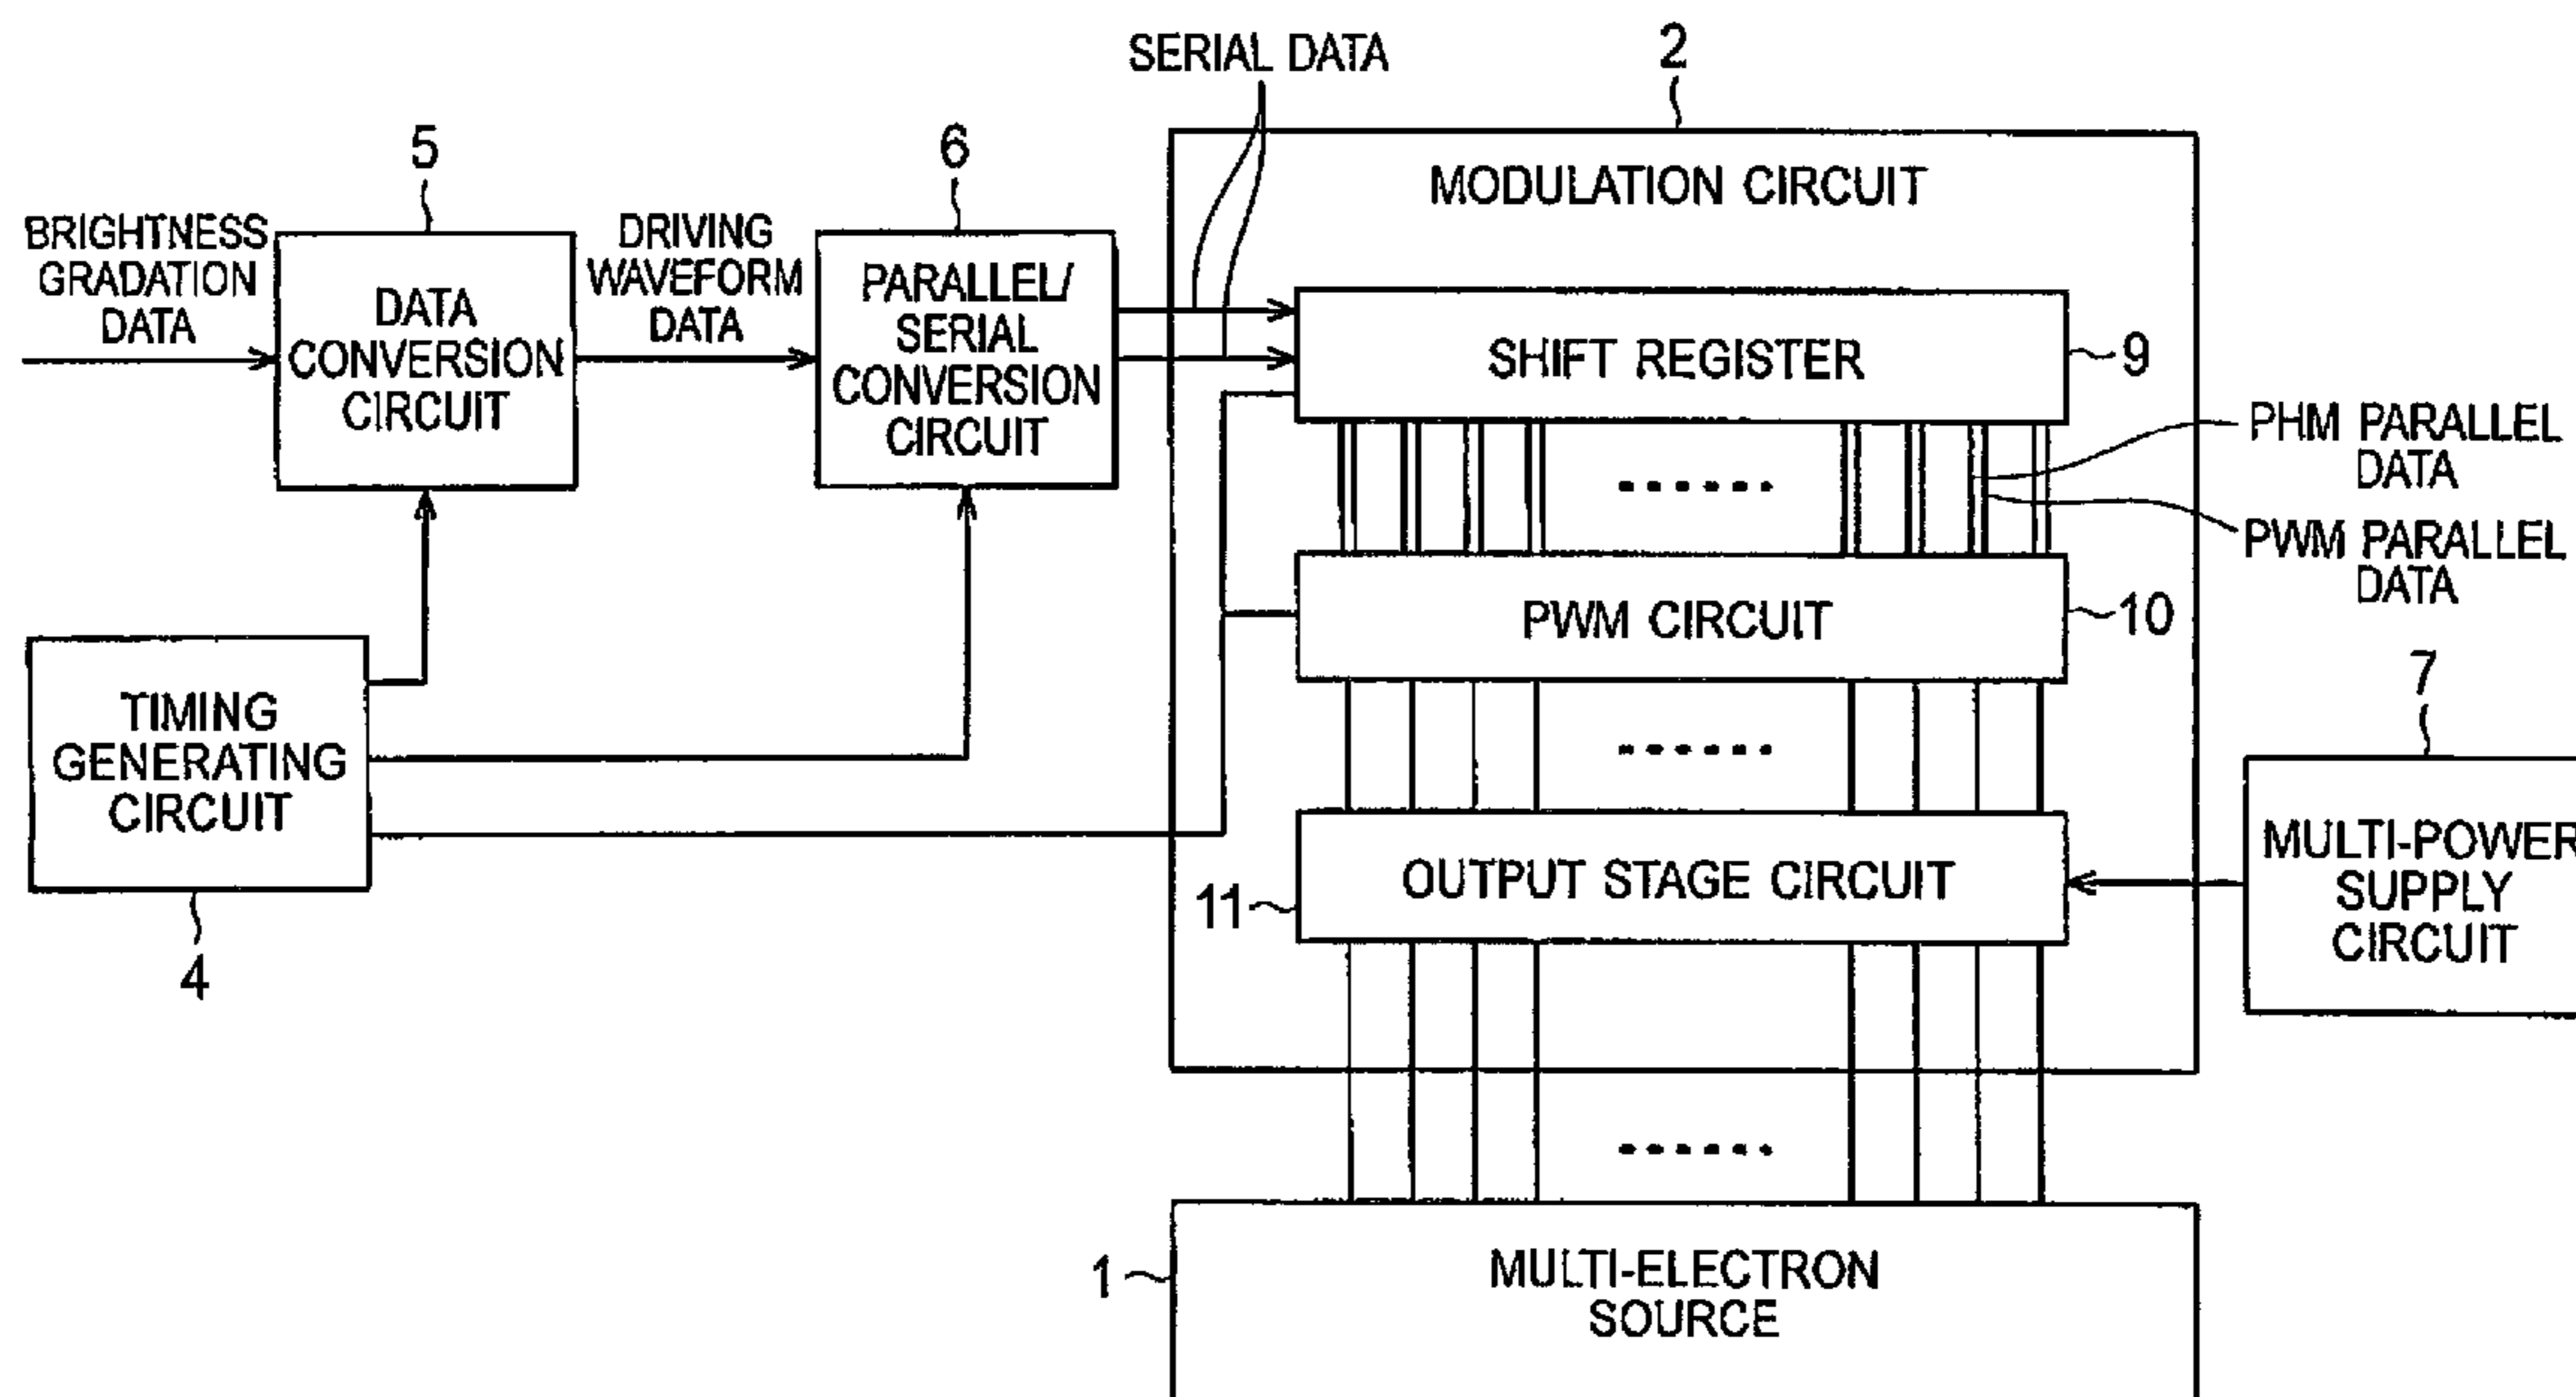 SERIAL DATA
2
5
6
MODULATION CIRCUIT
BRIGHTNESS
GRADATION
DATA
DATA
CONVERSION
CIRCUIT
DRIVING
WAVEFORM
DATA
PARALLEL/
SERIAL
CONVERSION
CIRCUIT
SHIFT REGISTER
9
PHM PARALLEL
DATA
PWM PARALLEL
DATA
PWM CIRCUIT
10
7
TIMING
GENERATING
CIRCUIT
4
OUTPUT STAGE CIRCUIT
11
MULTI-POWER
SUPPLY
CIRCUIT
1
MULTI-ELECTRON
SOURCE